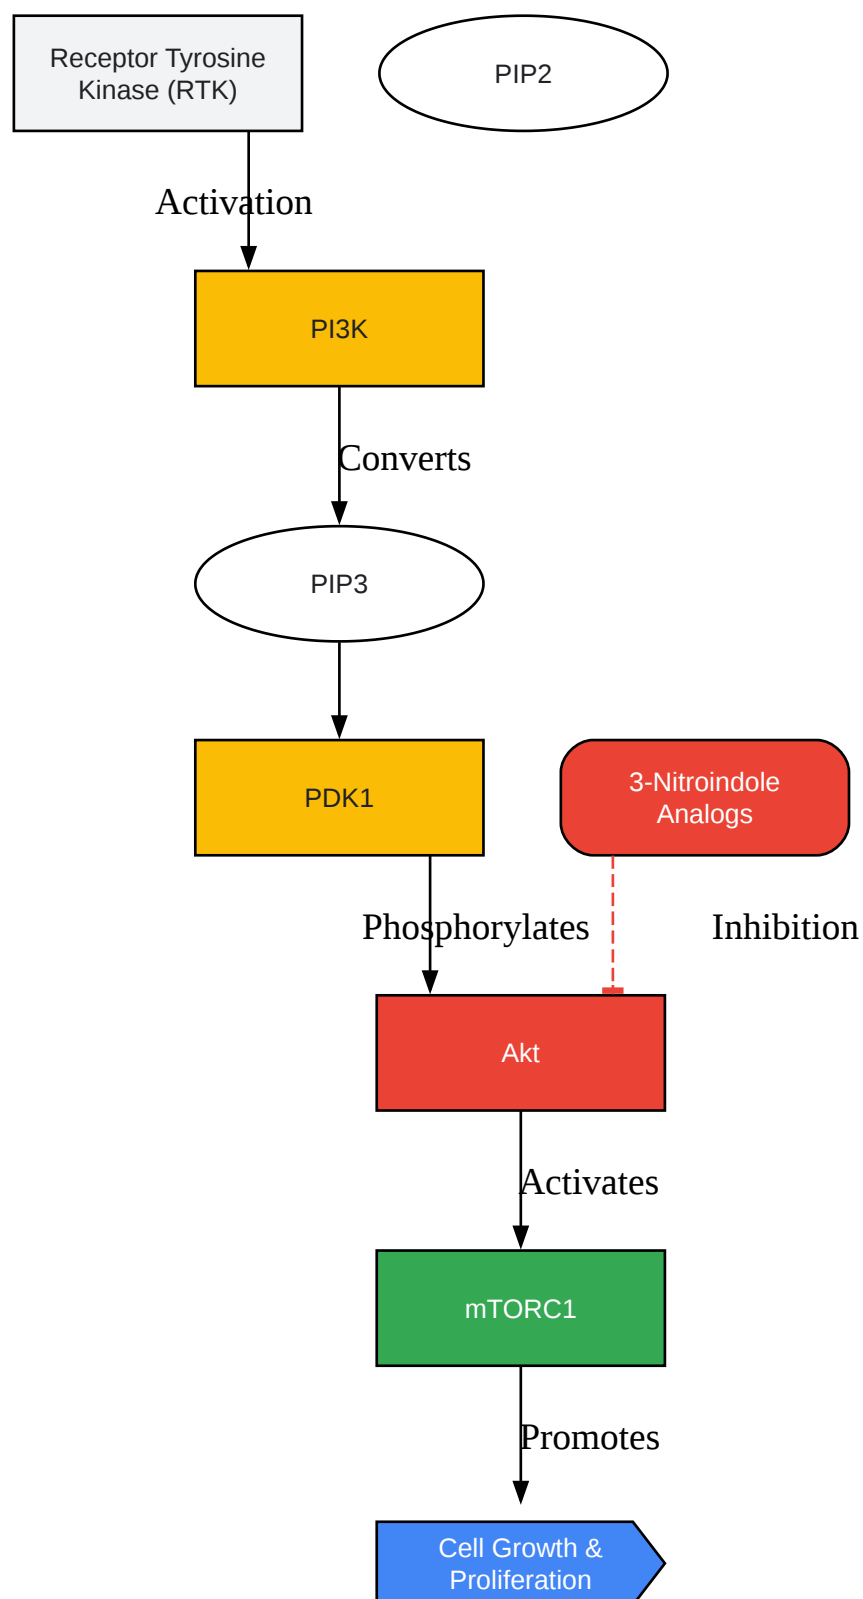 Receptor Tyrosine
Kinase (RTK)
PIP2
Activation
PI3K
Converts
PIP3
PDK1
3-Nitroindole
Analogs
Phosphorylates
Inhibition
Akt
Activates
mTORC1
Promotes
Cell Growth &
Proliferation